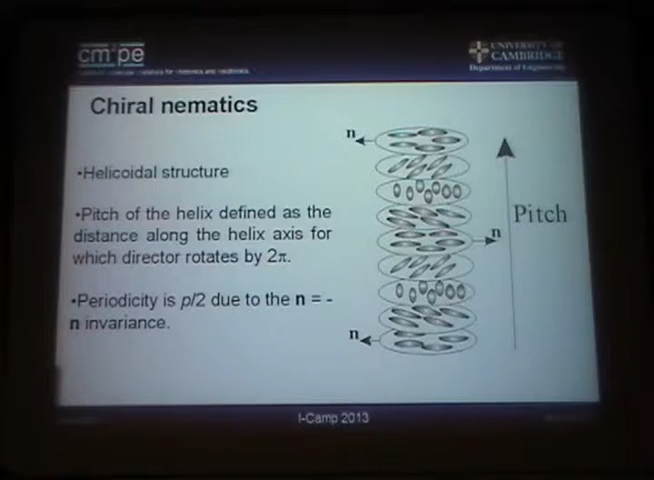 cm²pe
UNIVERSITY OF
CAMBRIDGE
Department of Engineering
Chiral nematics
•Helicoidal structure
•Pitch of the helix defined as the
distance along the helix axis for
which director rotates by 2π.
•Periodicity is p/2 due to the n = -
n invariance.
n
n
n
Pitch
I-Camp 2013